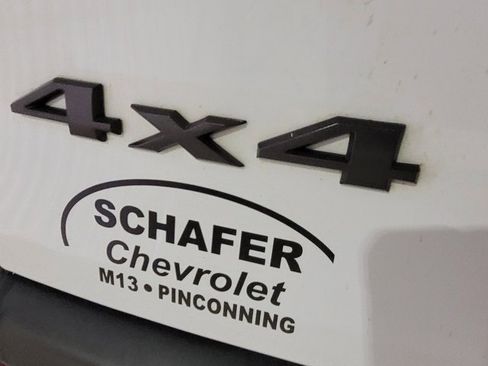 4x4
SCHAFER
Chevrolet
M13 • PINCONNING